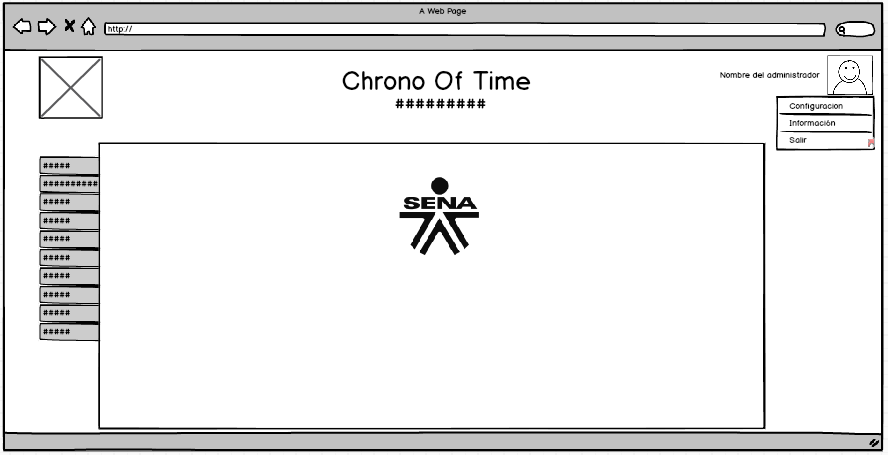 A Web Page
http://
Chrono Of Time
#########
Nombre del administrador
Configuracion
Información
Salir
#####
##########
#####
#####
#####
#####
#####
#####
#####
#####
SENA